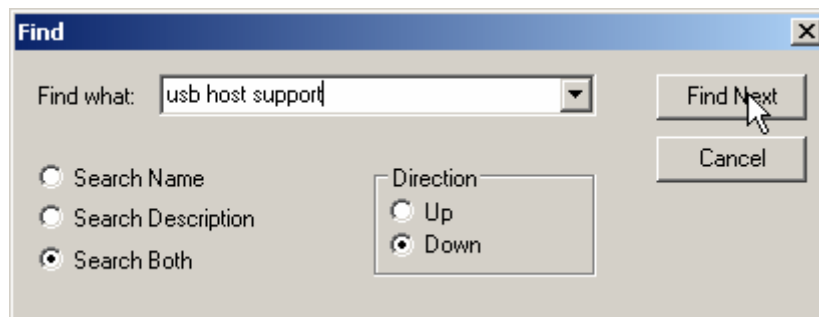 Find
Find what: usb host support
Find Next
Cancel
Search Name
Search Description
Search Both
Direction
Up
Down